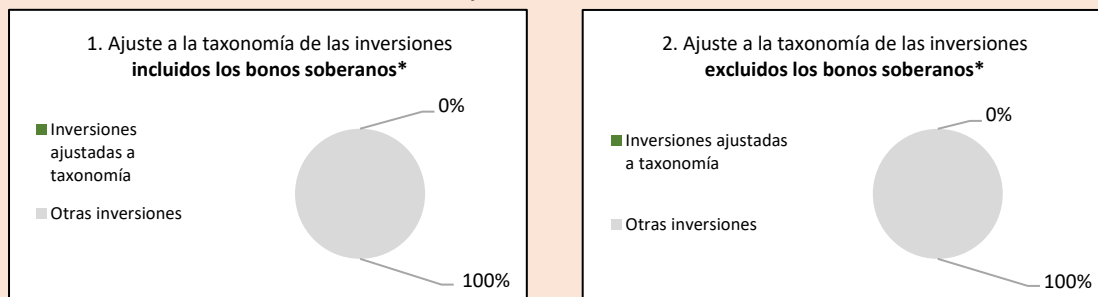 1. Ajuste a la taxonomía de las inversiones
incluidos los bonos soberanos*
0%
Inversiones
ajustadas a
taxonomía
Otras inversiones
100%
2. Ajuste a la taxonomía de las inversiones
excluidos los bonos soberanos*
0%
Inversiones ajustadas
a taxonomía
Otras inversiones
100%